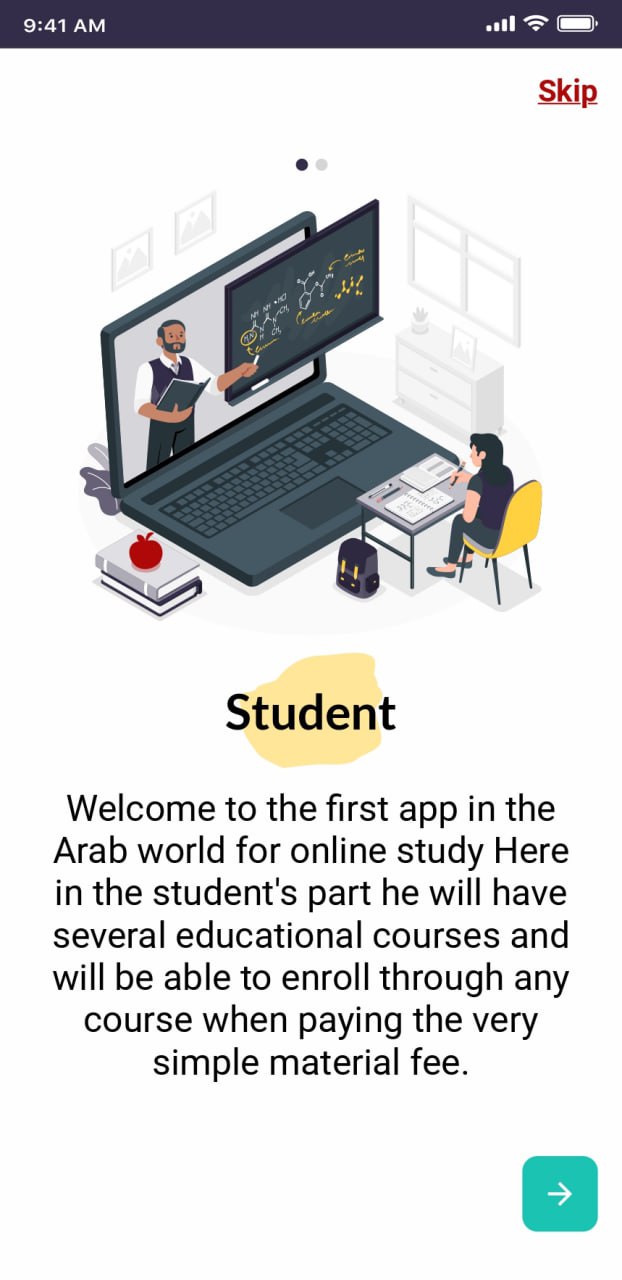 9:41 AM
Skip
Student
Welcome to the first app in the
Arab world for online study Here
in the student's part he will have
several educational courses and
will be able to enroll through any
course when paying the very
simple material fee.